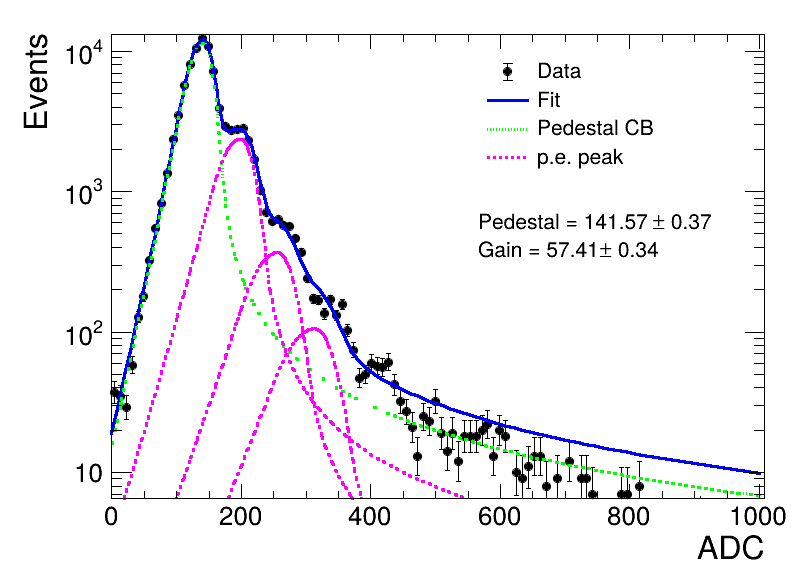 Events
10⁴
10³
10²
10
Data
Fit
Pedestal CB
p.e. peak
Pedestal = 141.57 ± 0.37
Gain = 57.41± 0.34
0 200 400 600 800 1000
ADC